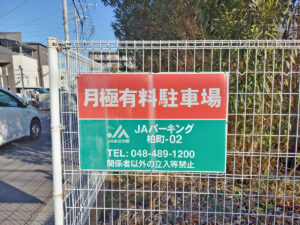 月極有料駐車場
JAパーキング
柏町-02
TEL: 048-489-1200
関係者以外の立入等禁止